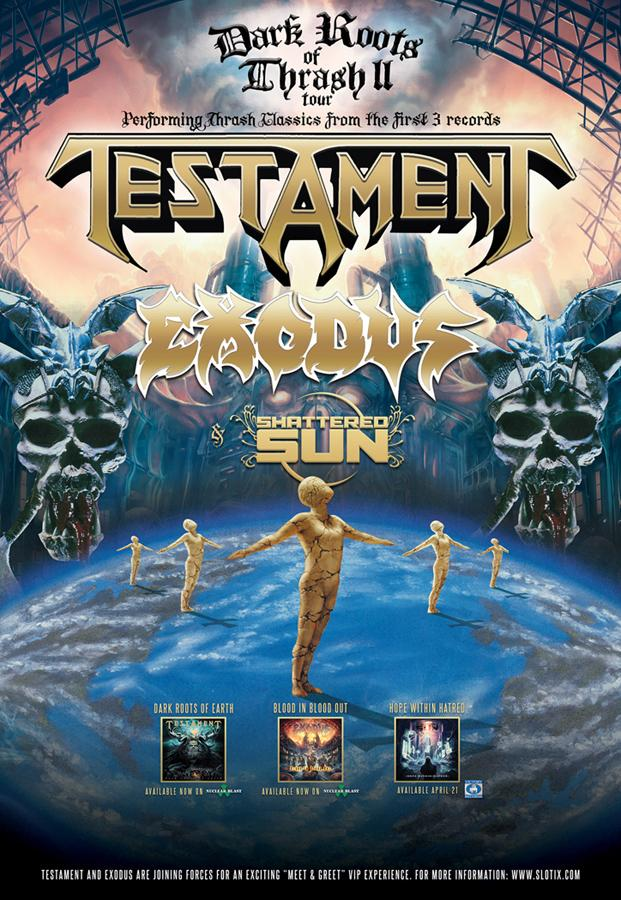 Dark Roots
of
Thrash II
tour
Performing Thrash Classics from the first 3 records
TESTAMENT
EXODUS
& SHATTERED
SUN
DARK ROOTS OF EARTH
BLOOD IN BLOOD OUT
HOPE WITHIN HATRED
TESTAMENT
EXODUS
AVAILABLE NOW ON NUCLEAR BLAST
AVAILABLE NOW ON NUCLEAR BLAST
AVAILABLE APRIL 21
TESTAMENT AND EXODUS ARE JOINING FORCES FOR AN EXCITING "MEET & GREET" VIP EXPERIENCE. FOR MORE INFORMATION: WWW.SLOTIX.COM